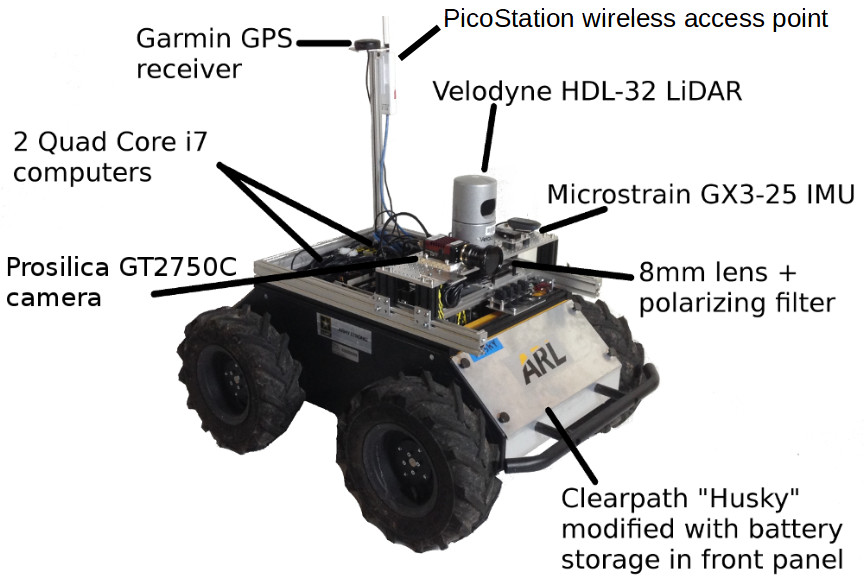 PicoStation wireless access point
Garmin GPS
receiver
Velodyne HDL-32 LiDAR
2 Quad Core i7
computers
Microstrain GX3-25 IMU
Prosilica GT2750C
camera
8mm lens +
polarizing filter
ARL
Clearpath "Husky"
modified with battery
storage in front panel